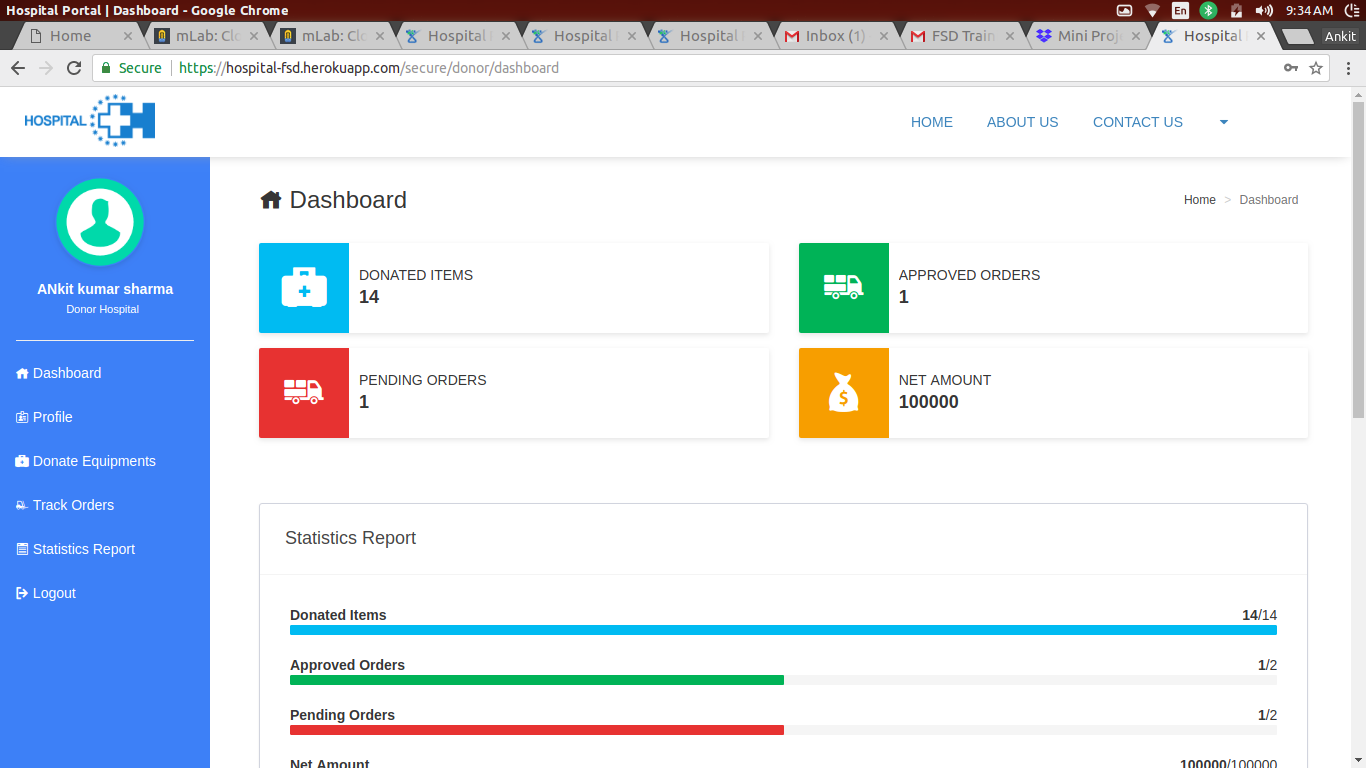 Hospital Portal | Dashboard - Google Chrome
En
9:34 AM
Home
mLab: Clo
mLab: Clo
Hospital
Hospital
Hospital
Inbox (1)
FSD Train
Mini Proj
Hospital
Ankit
Secure
https://hospital-fsd.herokuapp.com/secure/donor/dashboard
HOSPITAL H
HOME
ABOUT US
CONTACT US
ANkit kumar sharma
Donor Hospital
Dashboard
Profile
Donate Equipments
Track Orders
Statistics Report
Logout
Dashboard
Home > Dashboard
DONATED ITEMS
14
APPROVED ORDERS
1
PENDING ORDERS
1
$
NET AMOUNT
100000
Statistics Report
Donated Items 14/14
Approved Orders 1/2
Pending Orders 1/2
Net Amount 100000/100000